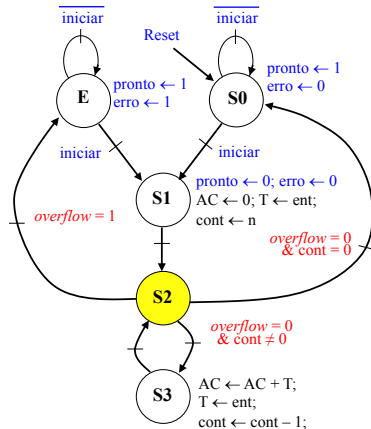 iniciar
iniciar
Reset
pronto ← 1
erro ← 1
E
S0
pronto ← 1
erro ← 0
iniciar
iniciar
S1
pronto ← 0; erro ← 0
AC ← 0; T ← ent;
cont ← n
overflow = 1
overflow = 0
& cont = 0
S2
overflow = 0
& cont ≠ 0
S3
AC ← AC + T;
T ← ent;
cont ← cont – 1;